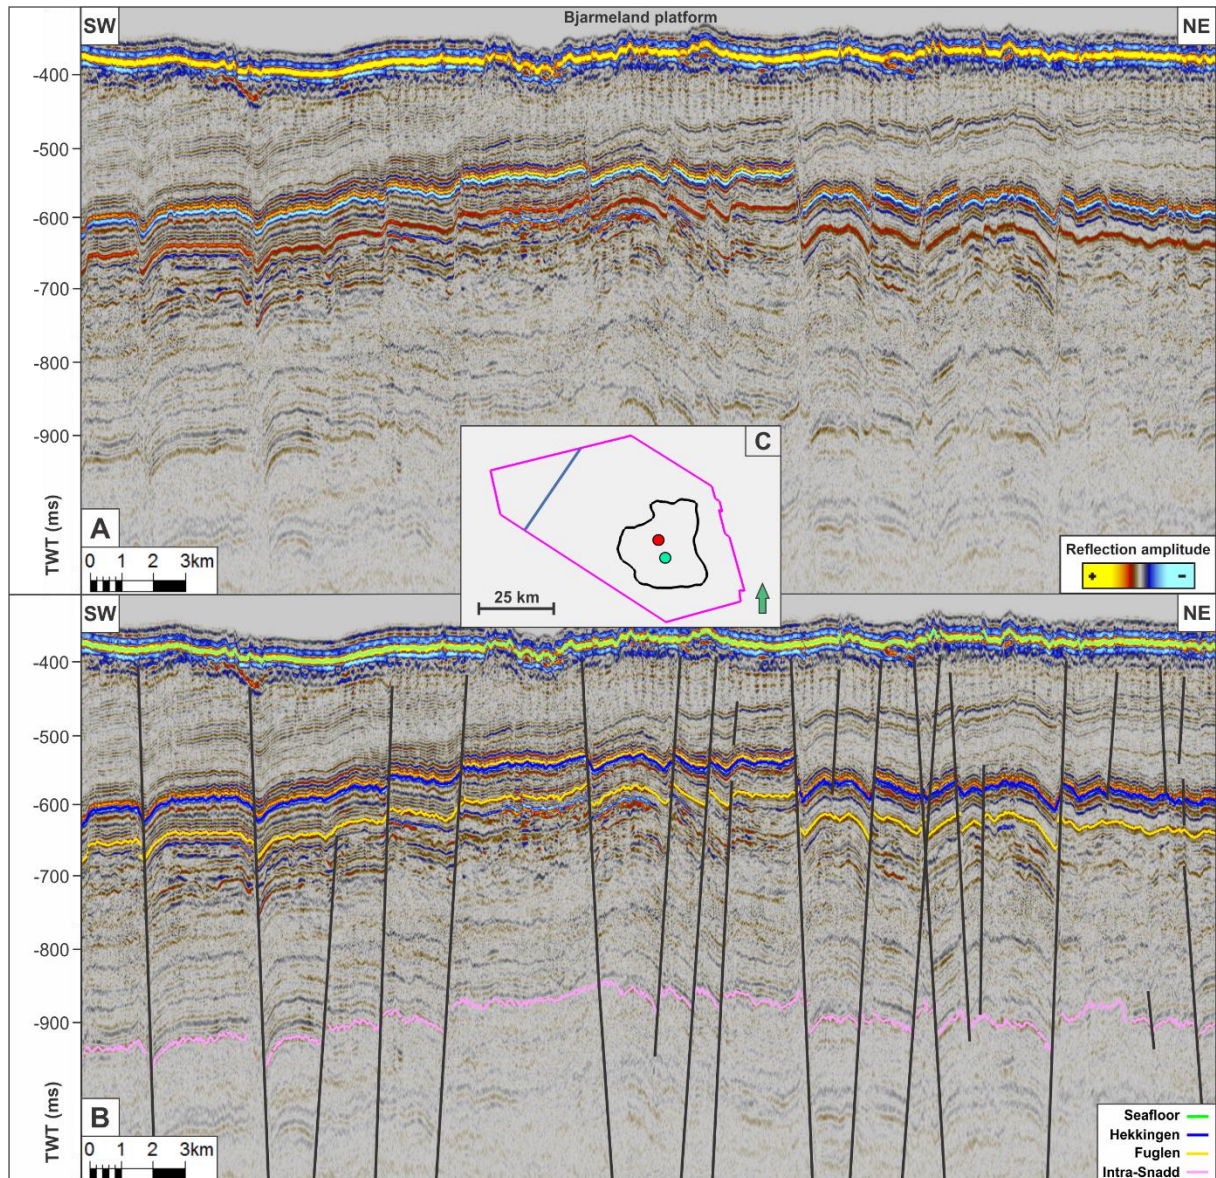 SW
Bjarmeland platform
NE
-400
-500
-600
-700
-800
-900
TWT (ms)
A
0 1 2 3km
C
25 km
Reflection amplitude
+ -
SW
NE
-400
-500
-600
-700
-800
-900
TWT (ms)
B
0 1 2 3km
Seafloor
Hekkingen
Fuglen
Intra-Snadd